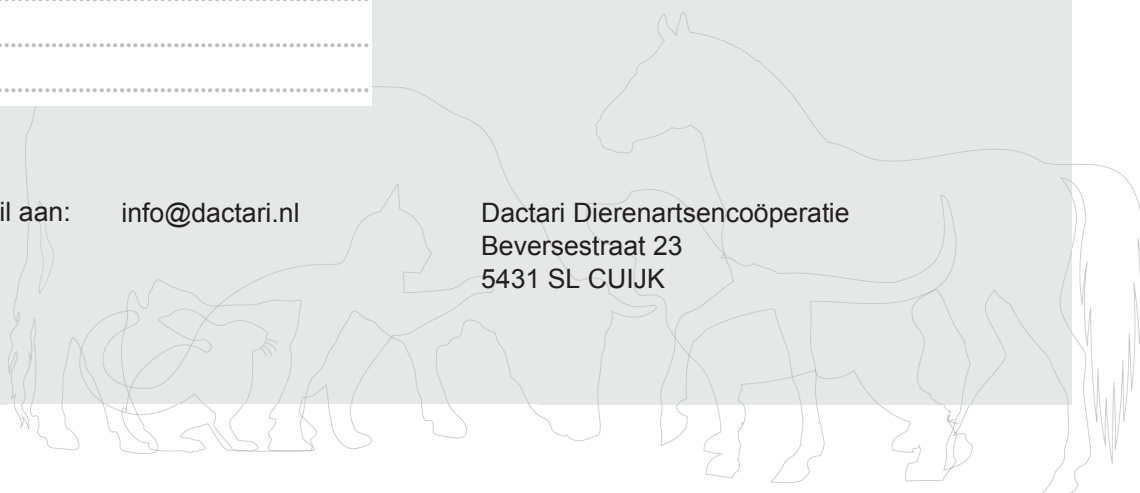 il aan: info@dactari.nl Dactari Dierenartsencoöperatie
Beversestraat 23
5431 SL CUIJK